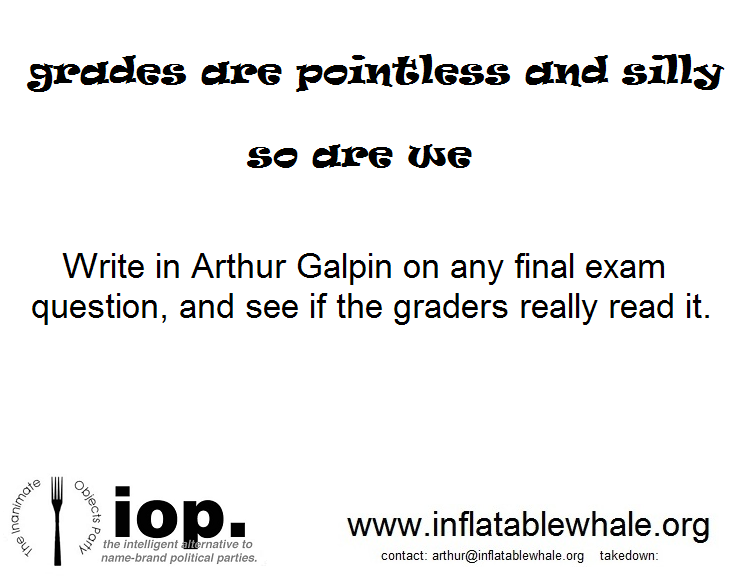 grades are pointless and silly
so are we
Write in Arthur Galpin on any final exam
question, and see if the graders really read it.
The Inanimate Objects Party
iop.
the intelligent alternative to
name-brand political parties.
www.inflatablewhale.org
contact: arthur@inflatablewhale.org takedown: